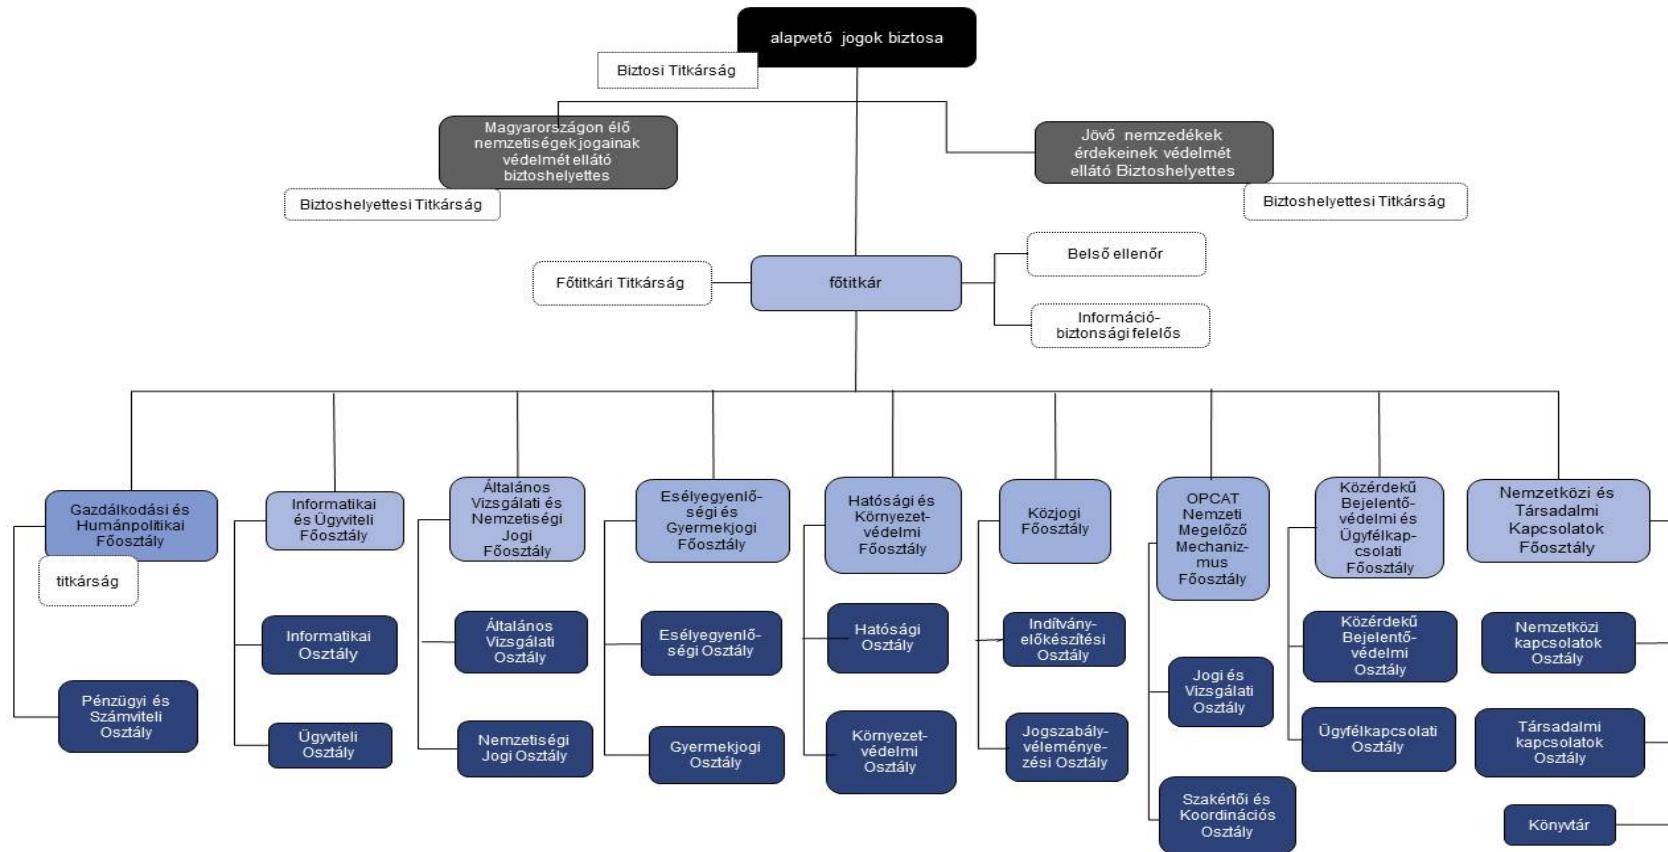 alapvető jogok biztosa
Biztosi Titkárság
Magyarországon élő
nemzetiségek jogainak
védelmét ellátó
biztoshelyettes
Jövő nemzedékek
érdekeinek védelmét
ellátó Biztoshelyettes
Biztoshelyettesi Titkárság
Biztoshelyettesi Titkárság
Belső ellenőr
Főtitkári Titkárság
főtitkár
Információ-
biztonsági felelős
Gazdálkodási és
Humánpolitikai
Főosztály
titkárság
Pénzügyi és
Számviteli
Osztály
Informatikai
és Ügyviteli
Főosztály
Informatikai
Osztály
Ügyviteli
Osztály
Általános
Vizsgálati és
Nemzetiségi
Jogi
Főosztály
Általános
Vizsgálati
Osztály
Nemzetiségi
Jogi Osztály
Esélyegyenlő-
ségi és
Gyermekjogi
Főosztály
Esélyegyenlő-
ségi Osztály
Gyermekjogi
Osztály
Hatósági és
Környezet-
védelmi
Főosztály
Hatósági
Osztály
Környezet-
védelmi
Osztály
Közjogi
Főosztály
Indítvány-
előkészítési
Osztály
Jogszabály-
véleménye-
zési Osztály
OPCAT
Nemzeti
Megelőző
Mechaniz-
mus
Főosztály
Jogi és
Vizsgálati
Osztály
Szakértői és
Koordinációs
Osztály
Közérdekű
Bejelentő-
védelmi és
Ügyfélkap-
csolati
Főosztály
Közérdekű
Bejelentő-
védelmi
Osztály
Ügyfélkapcsolati
Osztály
Nemzetközi és
Társadalmi
Kapcsolatok
Főosztály
Nemzetközi
kapcsolatok
Osztály
Társadalmi
kapcsolatok
Osztály
Könyvtár